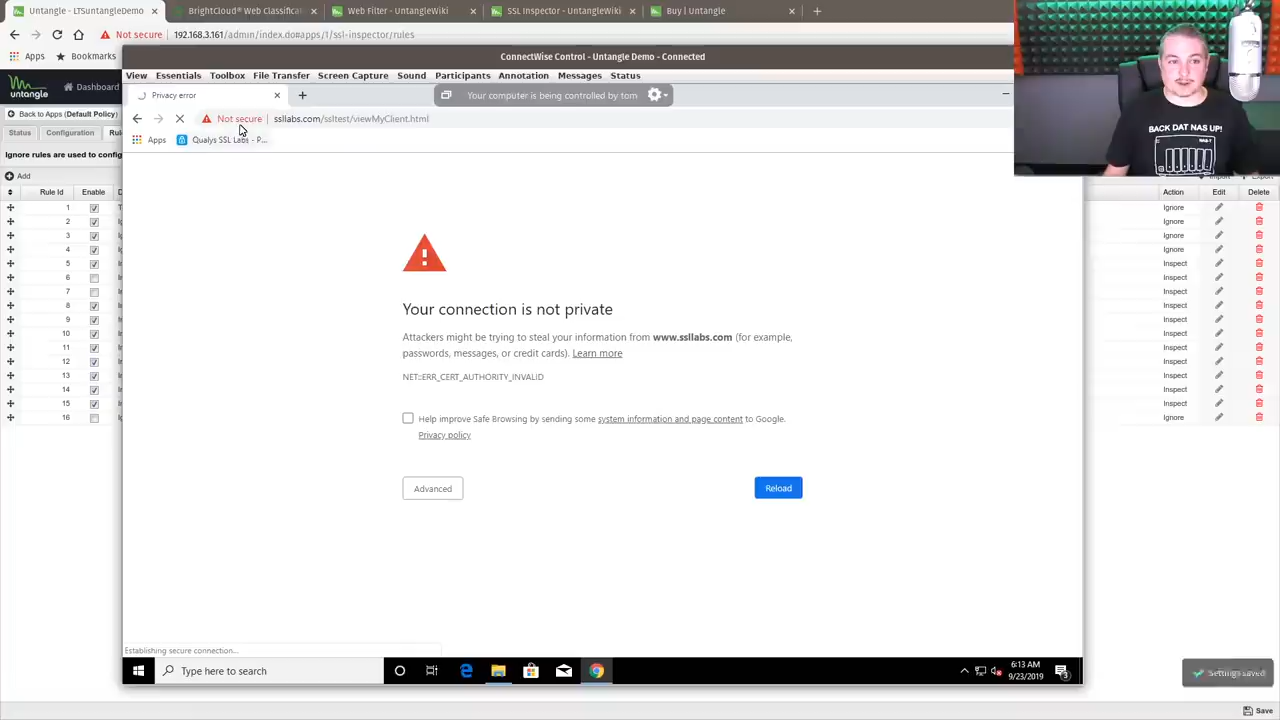 Untangle - LTSuntangleDemo
BrightCloud® Web Classificat
Web Filter - UntangleWiki
SSL Inspector - UntangleWiki
Buy | Untangle
Not secure 192.168.3.161/admin/index.do#apps/1/ssl-inspector/rules
Apps Bookmarks
ConnectWise Control - Untangle Demo - Connected
View Essentials Toolbox File Transfer Screen Capture Sound Participants Annotation Messages Status
untangle Dashboard
Privacy error
Your computer is being controlled by tom
Back to Apps (Default Policy)
Not secure ssllabs.com/ssltest/viewMyClient.html
Status Configuration Ru
Apps Qualys SSL Labs - P...
BACK DAT NAS UP!
NAS-T
Ignore rules are used to config
Add
Rule Id Enable D
Action Edit Delete
1
Ignore
2
Ignore
3
Ignore
4
Ignore
5
Inspect
6
Inspect
7
Inspect
8
Inspect
9
Inspect
10
Inspect
11
Inspect
12
Inspect
13
Inspect
14
Inspect
15
Inspect
16
Ignore
Your connection is not private
Attackers might be trying to steal your information from www.ssllabs.com (for example,
passwords, messages, or credit cards). Learn more
NET::ERR_CERT_AUTHORITY_INVALID
Help improve Safe Browsing by sending some system information and page content to Google.
Privacy policy
Advanced
Reload
Establishing secure connection...
Type here to search
6:13 AM
9/23/2019
3
Settings saved
Save